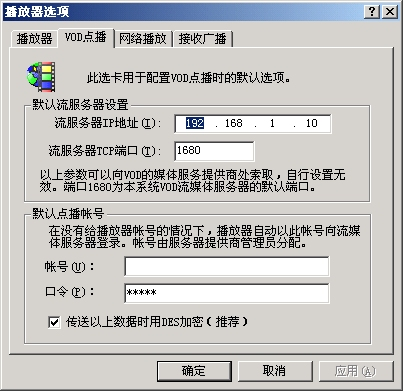 播放器选项
播放器 VOD点播 网络播放 接收广播
此选卡用于配置VOD点播时的默认选项。
默认流服务器设置
流服务器IP地址(I): 192 . 168 . 1 . 10
流服务器TCP端口(T): 1680
以上参数可以向VOD的媒体服务提供商处索取，自行设置无
效。端口1680为本系统VOD流媒体服务器的默认端口。
默认点播帐号
在没有给播放器帐号的情况下，播放器自动以此帐号向流媒
体服务器登录。帐号由服务提供商管理员分配。
帐号(U)：
口令(P)： *****
传送以上数据时用DES加密(推荐)
确定 取消 应用(A)